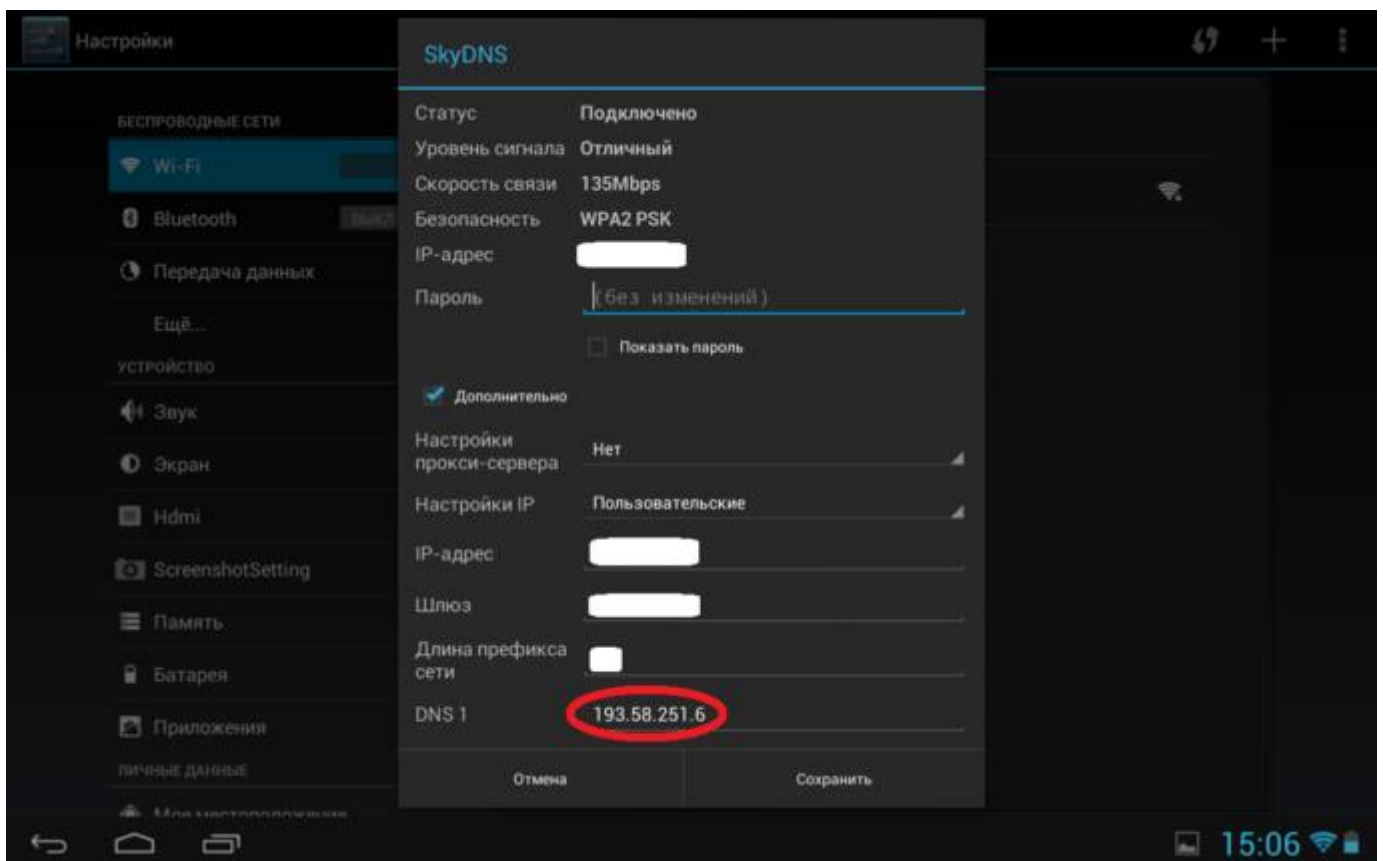 Настройки
SkyDNS
БЕСПРОВОДНЫЕ СЕТИ
Wi-Fi
Bluetooth
Передача данных
Ещё...
УСТРОЙСТВО
Звук
Экран
Hdmi
ScreenshotSetting
Память
Батарея
Приложения
ЛИЧНЫЕ ДАННЫЕ
Мое местоположение
Статус Подключено
Уровень сигнала Отличный
Скорость связи 135Mbps
Безопасность WPA2 PSK
IP-адрес
Пароль (без изменений)
Показать пароль
Дополнительно
Настройки
прокси-сервера Нет
Настройки IP Пользовательские
IP-адрес
Шлюз
Длина префикса
сети
DNS 1 193.58.251.6
Отмена Сохранить
15:06